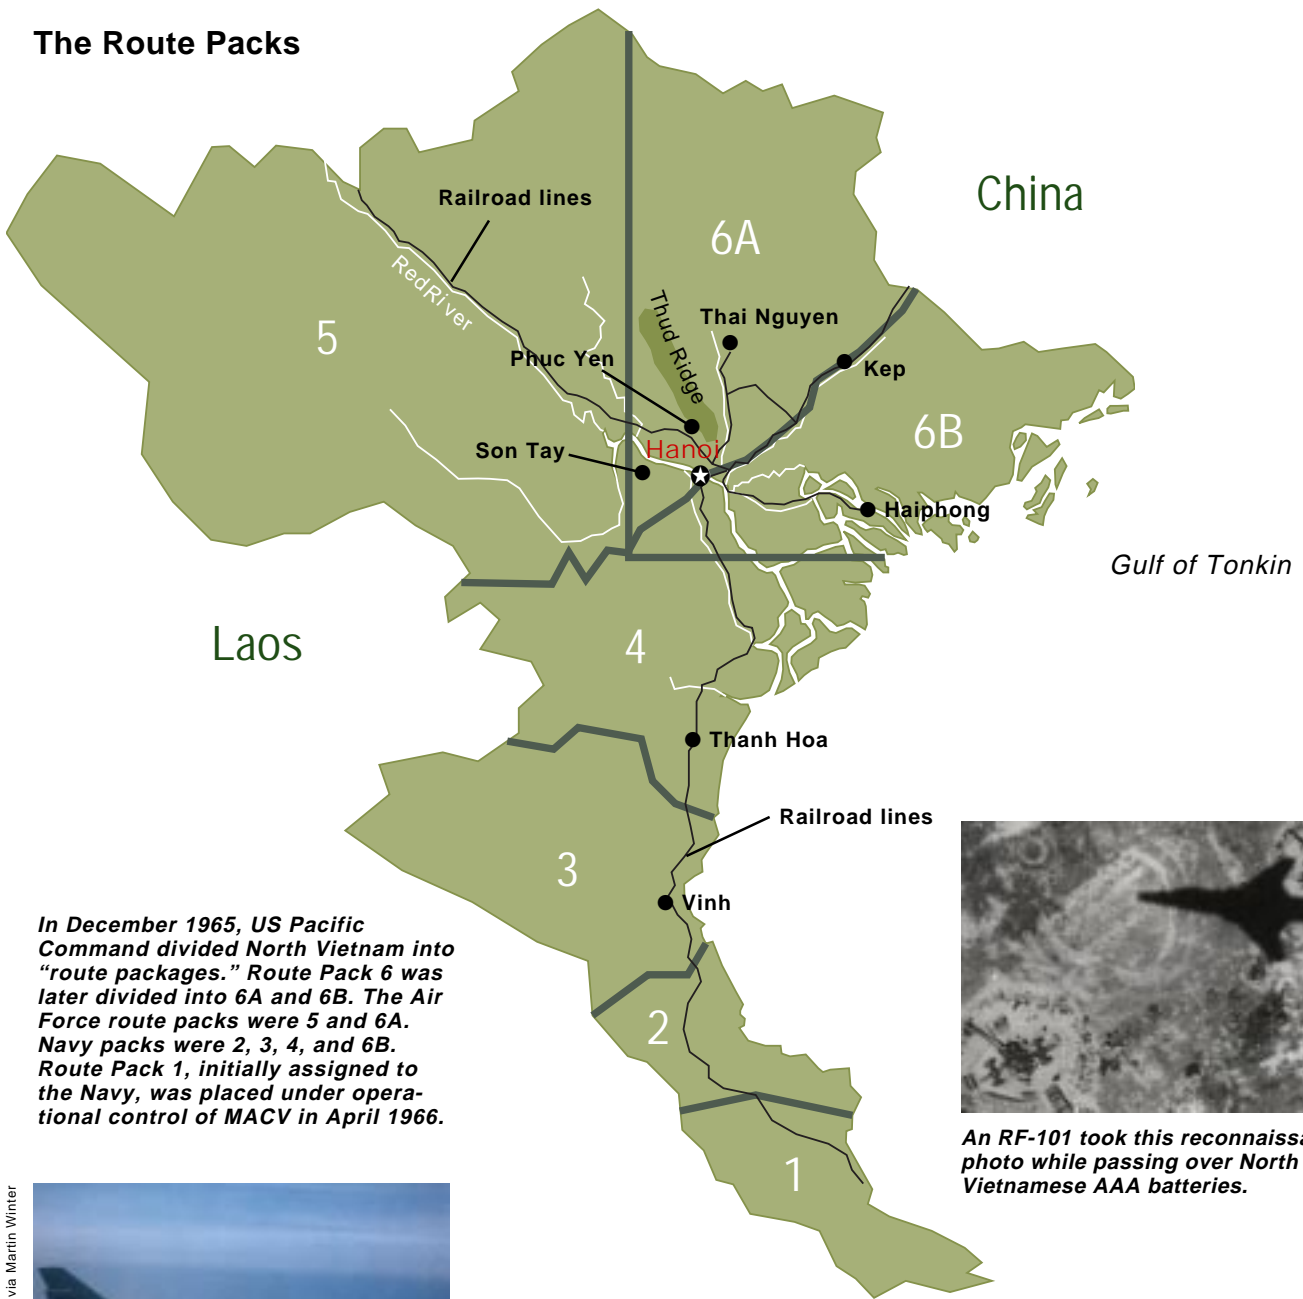 The Route Packs
China
Railroad lines
6A
RedRiver
Thud Ridge
Thai Nguyen
5
Phuc Yen
Kep
6B
Son Tay
Hanoi
Haiphong
Gulf of Tonkin
Laos
4
Thanh Hoa
Railroad lines
3
Vinh
In December 1965, US Pacific
Command divided North Vietnam into
“route packages.” Route Pack 6 was
later divided into 6A and 6B. The Air
Force route packs were 5 and 6A.
Navy packs were 2, 3, 4, and 6B.
Route Pack 1, initially assigned to
the Navy, was placed under opera-
tional control of MACV in April 1966.
2
1
An RF-101 took this
photo while passing over North
Vietnamese AAA batteries.
via Martin Winter